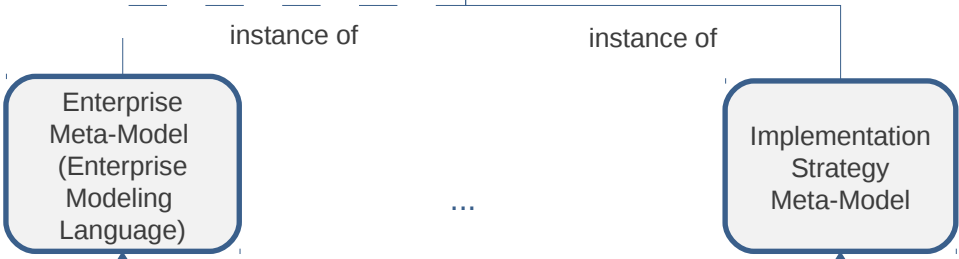 instance of
instance of
Enterprise
Meta-Model
(Enterprise
Modeling
Language)
...
Implementation
Strategy
Meta-Model